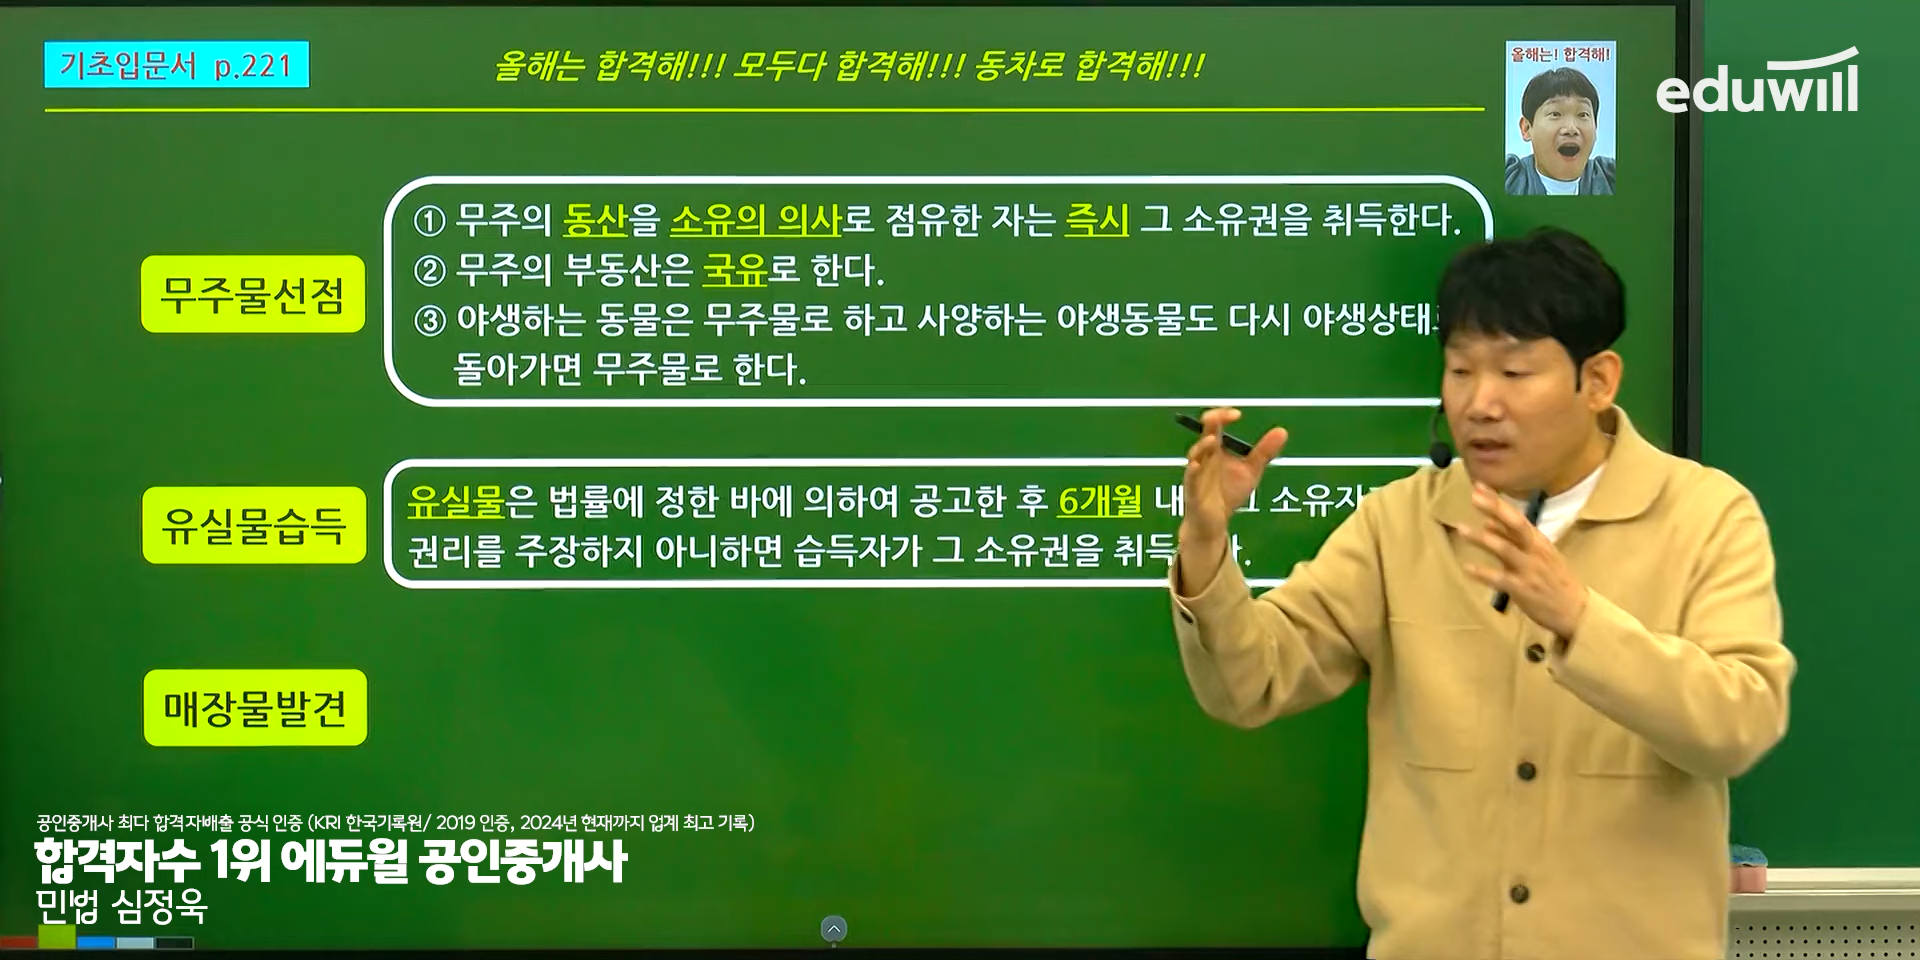 기초입문서 p.221
올해는 합격해!!! 모두다 합격해!!! 동차로 합격해!!!
올해는! 합격해!
eduwill
무주물선점
① 무주의 동산을 소유의 의사로 점유한 자는 즉시 그 소유권을 취득한다.
② 무주의 부동산은 국유로 한다.
③ 야생하는 동물은 무주물로 하고 사양하는 야생동물도 다시 야생상태
돌아가면 무주물로 한다.
유실물습득
유실물은 법률에 정한 바에 의하여 공고한 후 6개월 내 그 소유자
권리를 주장하지 아니하면 습득자가 그 소유권을 취득
매장물발견
공인중개사 최다 합격자배출 공식 인증 (KRI 한국기록원/ 2019 인증, 2024년 현재까지 업계 최고 기록)
합격자수 1위 에듀윌 공인중개사
민법 심정욱